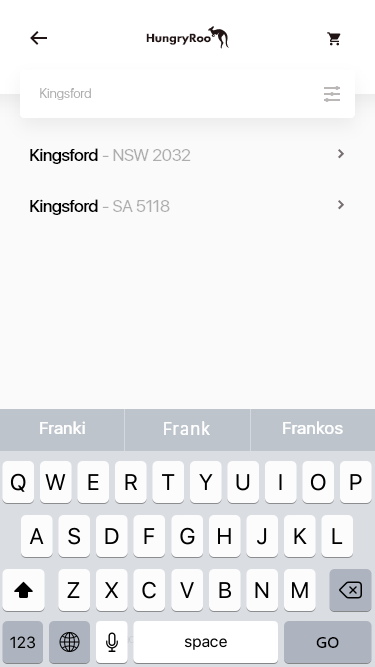 HungryRoo
Kingsford
Kingsford - NSW 2032
Kingsford - SA 5118
Franki Frank Frankos
Q W E R T Y U I O P
A S D F G H J K L
Z X C V B N M
123 space GO